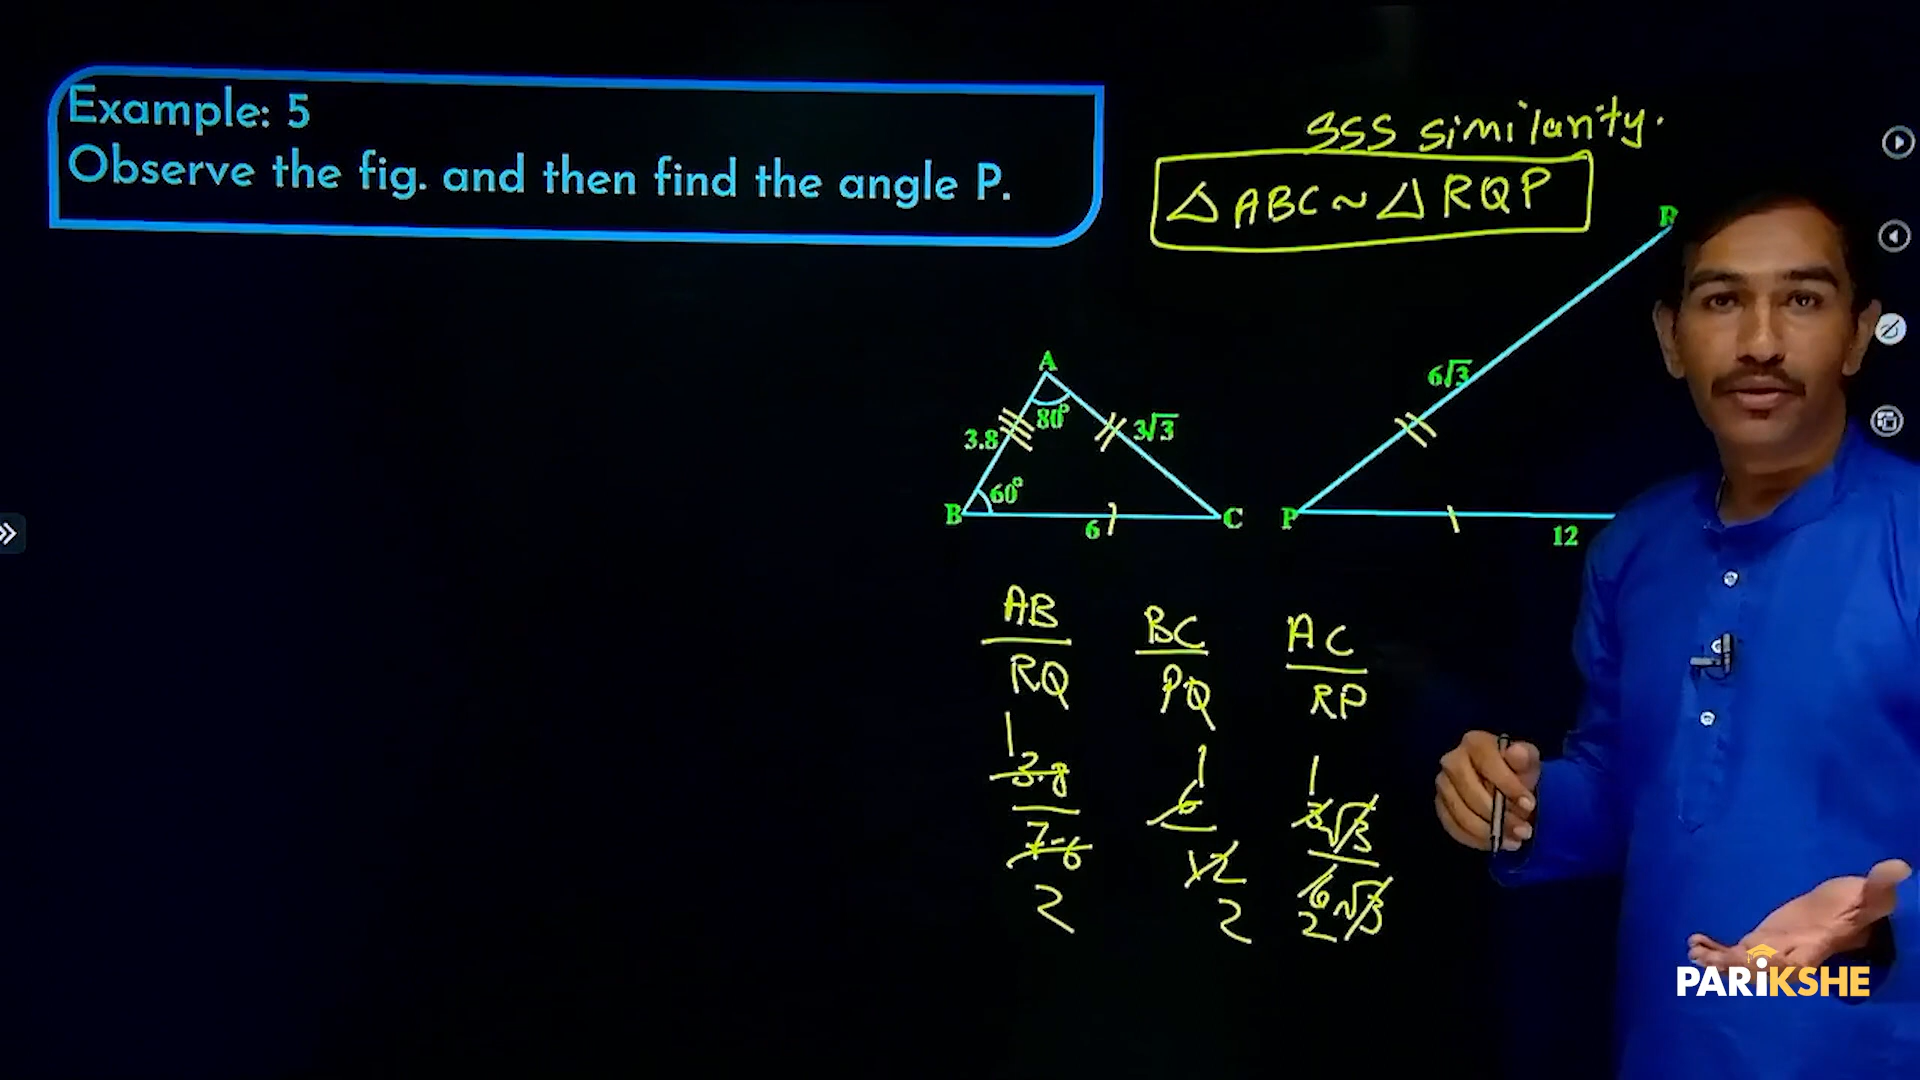 Example: 5
Observe the fig. and then find the angle P.
SSS similarity.
△ ABC ~ △ RQP
R
A
80°
3.8
3√3
60°
B
6
C
6√3
P
12
AB/RQ BC/PQ AC/RP
1 1 1
3.8/7.6 6/12 3√3/6√3
2 2 2
PARiKSHE